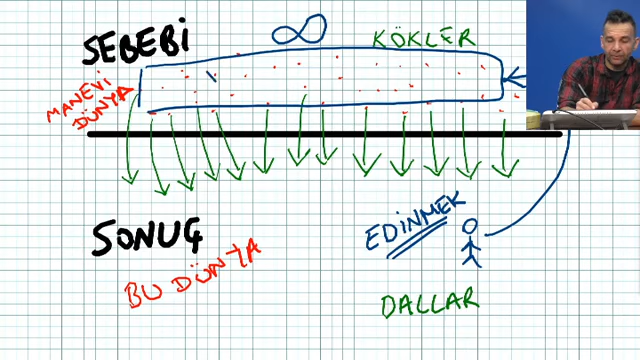 SEBEBİ
∞
KÖKLER
MANEVİ
DÜNYA
SONUÇ
BU DÜNYA
EDİNMEK
DALLAR